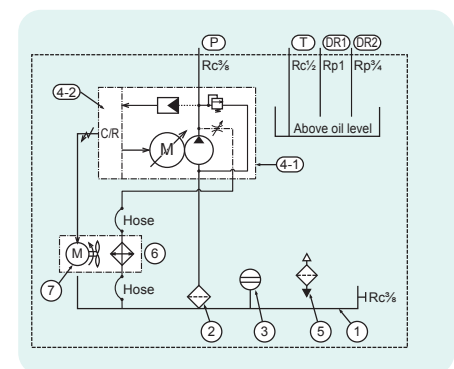 P T DR1 DR2
Rc⅜ Rc½ Rp1 Rp¾
4-2
C/R
M
Above oil level
4-1
Hose
M
6
7
Hose
Rc⅜
2 3 5 1